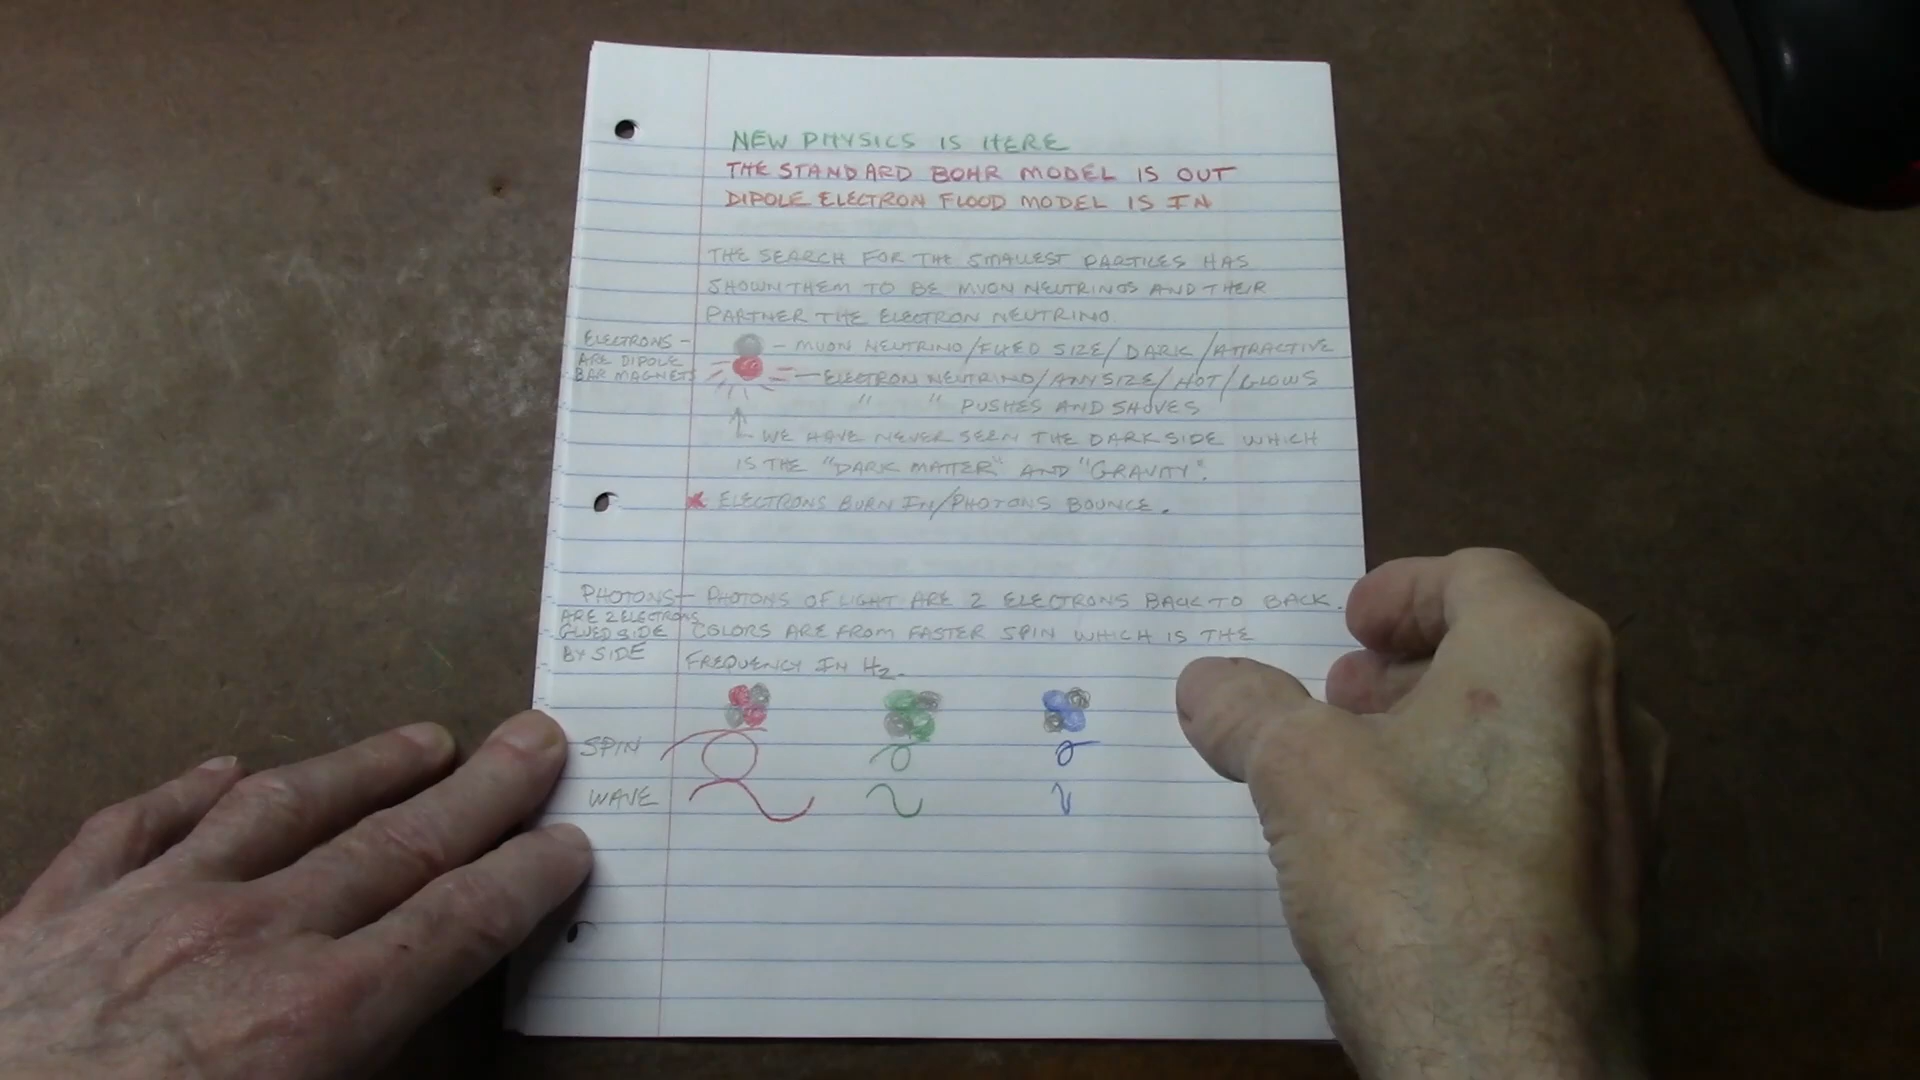 NEW PHYSICS IS HERE
THE STANDARD BOHR MODEL IS OUT
DIPOLE ELECTRON FLOOD MODEL IS IN
THE SEARCH FOR THE SMALLEST PARTILES HAS
SHOWN THEM TO BE MUON NEUTRINOS AND THEIR
PARTNER THE ELECTRON NEUTRINO.
ELECTRONS -
ARE DIPOLE
BAR MAGNETS
- MUON NEUTRINO/FIXED SIZE/DARK/ATTRACTIVE
- ELECTRON NEUTRINO/ANY SIZE/HOT/GLOWS
" " PUSHES AND SHOVES
WE HAVE NEVER SEEN THE DARK SIDE WHICH
IS THE "DARK MATTER" AND "GRAVITY".
* ELECTRONS BURN IN/PHOTONS BOUNCE.
PHOTONS -
ARE 2 ELECTRONS
GLUED SIDE
BY SIDE
PHOTONS OF LIGHT ARE 2 ELECTRONS BACK TO BACK.
COLORS ARE FROM FASTER SPIN WHICH IS THE
FREQUENCY IN HZ.
SPIN
WAVE